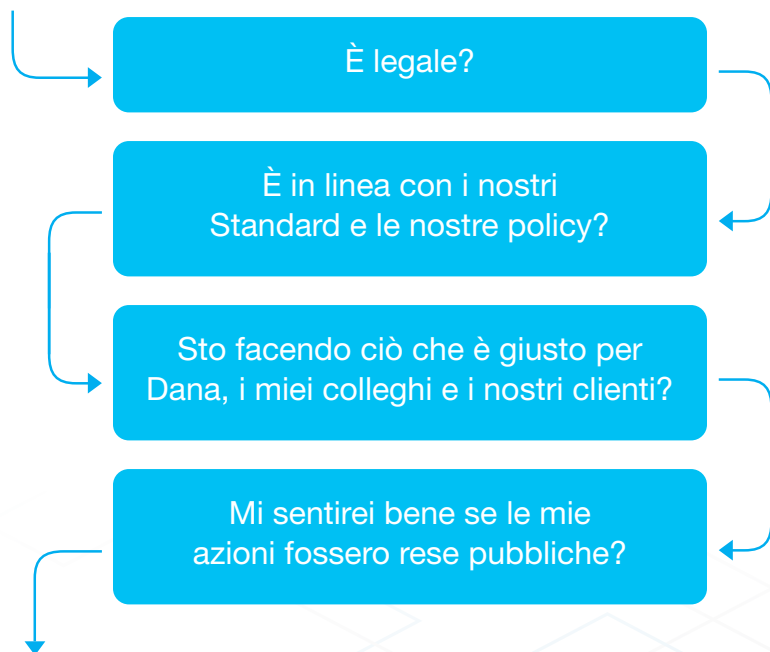 È legale?
È in linea con i nostri
Standard e le nostre policy?
Sto facendo ciò che è giusto per
Dana, i miei colleghi e i nostri clienti?
Mi sentirei bene se le mie
azioni fossero rese pubbliche?